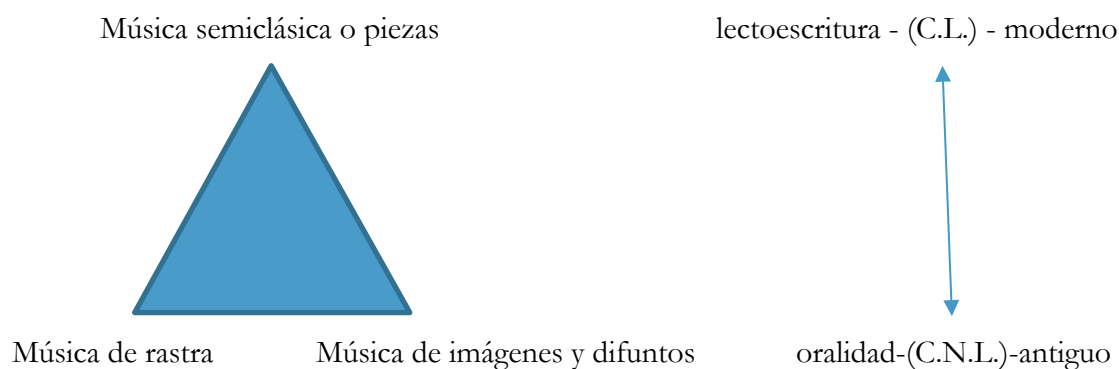 Música semiclásica o piezas
lectoescritura - (C.L.) - moderno
Música de rastra
Música de imágenes y difuntos
oralidad-(C.N.L.)-antiguo